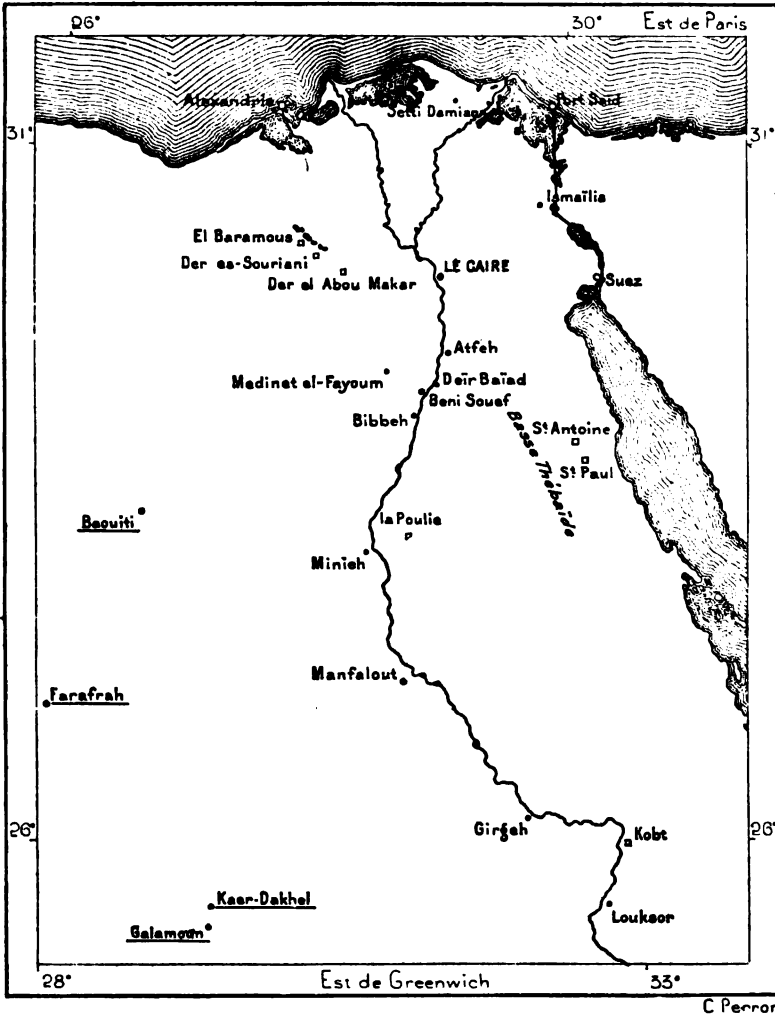 26° 30° Est de Paris
Alexandrie Port Said
Setti Damiane
31° 31°
Ismaïlia
El Baramous
Der es-Souriani
Der el Abou Makar
LE CAIRE
Suez
Atfeh
Medinet el-Fayoum
Deïr Baïad
Beni Souef
Bibbeh
St Antoine
Basse Thébaïde
St Paul
Baouiti
la Poulie
Minïeh
Manfalout
Farafrah
Girgeh
26° 26°
Kobt
Kasr-Dakhel
Louksor
Galamoun
28° Est de Greenwich 33°
C Perron